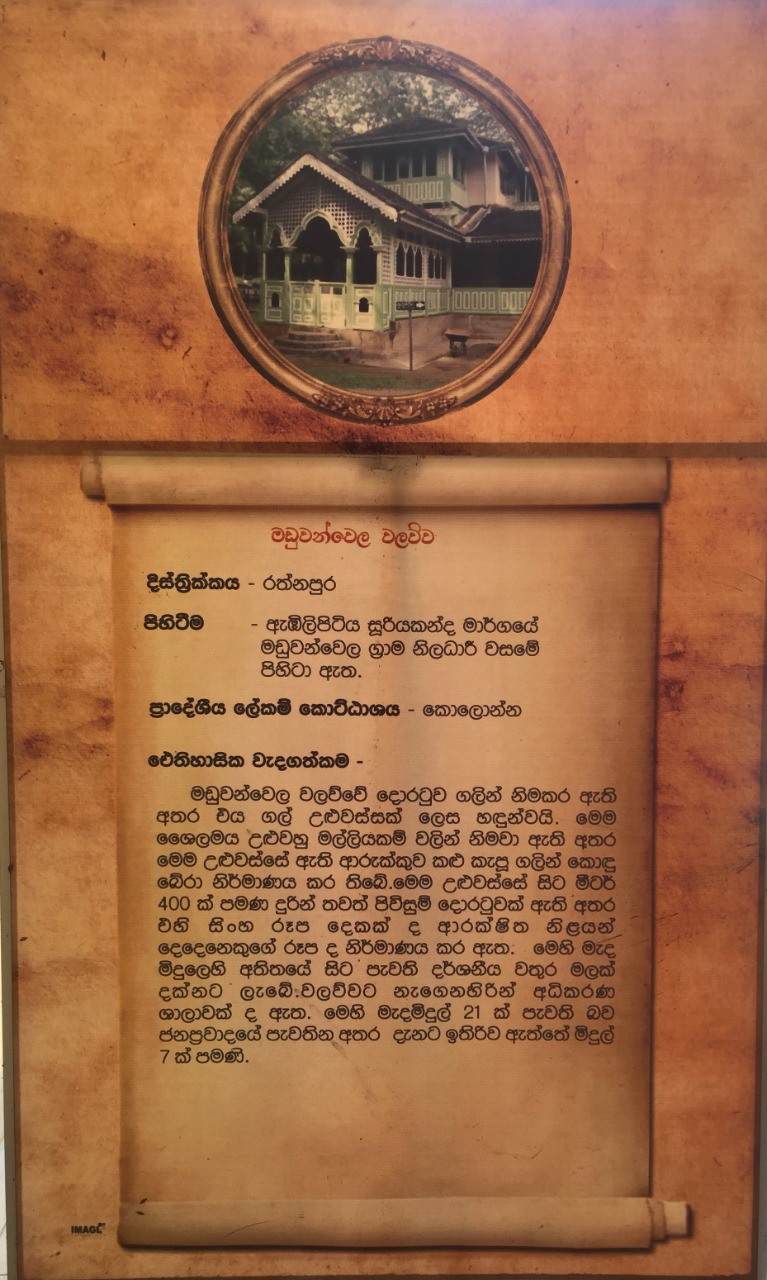 මඩුවන්වෙල වලව්ව
දිස්ත්‍රික්කය - රත්නපුර
පිහිටීම - ඇඹිලිපිටිය සූරියකන්ද මාර්ගයේ
මඩුවන්වෙල ග්‍රාම නිලධාරී වසමේ
පිහිටා ඇත.
ප්‍රාදේශීය ලේකම් කොට්ඨාශය - කොලොන්න
ඓතිහාසික වැදගත්කම -
මඩුවන්වෙල වලව්වේ දොරටුව ගලින් නිමකර ඇති
අතර එය ගල් උළුවස්සක් ලෙස හඳුන්වයි. මෙම
ශෛලමය උළුවහු මල්ලියකම් වලින් නිමවා ඇති අතර
මෙම උළුවස්සේ ඇති ආරුක්කුව කළු කැපූ ගලින් කොඳු
බේරා නිර්මාණය කර තිබේ.මෙම උළුවස්සේ සිට මීටර්
400 ක් පමණ දුරින් තවත් පිවිසුම් දොරටුවක් ඇති අතර
එහි සිංහ රූප දෙකක් ද ආරක්ෂිත නිළයන්
දෙදෙනෙකුගේ රූප ද නිර්මාණය කර ඇත. මෙහි මැද
මිදුලෙහි අතිතයේ සිට පැවති දර්ශනීය වතුර මලක්
දක්නට ලැබේ.වලව්වට නැගෙනහිරින් අධිකරණ
ශාලාවක් ද ඇත. මෙහි මැදමිදුල් 21 ක් පැවති බව
ජනප්‍රවාදයේ පැවතින අතර දැනට ඉතිරිව ඇත්තේ මිදුල්
7 ක් පමණි.
IMAGE